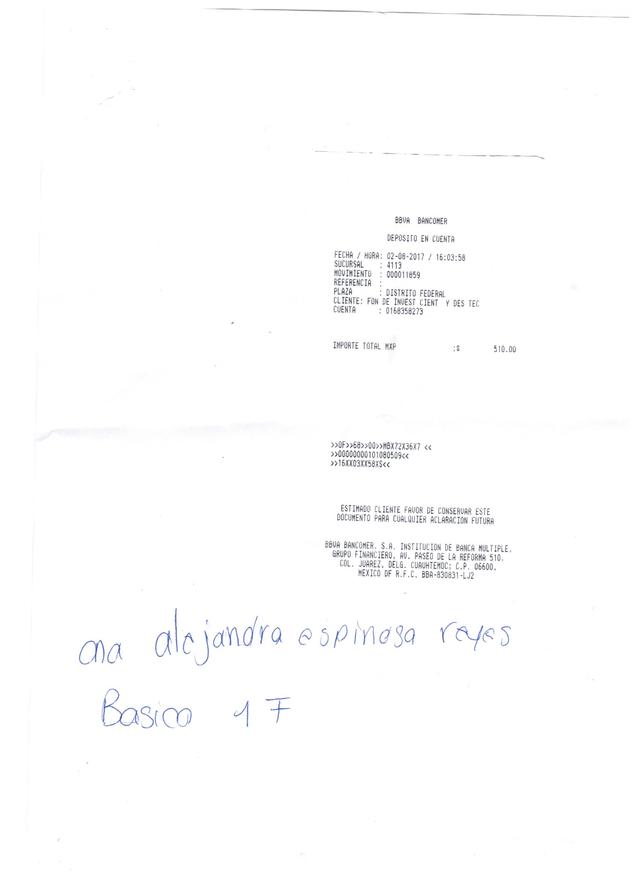 BBVA BANCOMER
DEPOSITO EN CUENTA
FECHA / HORA: 02-08-2017 / 16:03:58
SUCURSAL : 4113
MOVIMIENTO : 000011859
REFERENCIA :
PLAZA : DISTRITO FEDERAL
CLIENTE: FON DE INVEST CIENT Y DES TEC
CUENTA : 0168358273
IMPORTE TOTAL MXP :$ 510.00
>>0F>>68>>00>>MBX72X36X7 <<
>>00000000101080509<<
>>16XX03XX58XS<<
ESTIMADO CLIENTE FAVOR DE CONSERVAR ESTE
DOCUMENTO PARA CUALQUIER ACLARACION FUTURA
BBVA BANCOMER, S.A. INSTITUCION DE BANCA MULTIPLE,
GRUPO FINANCIERO, AV. PASEO DE LA REFORMA 510,
COL. JUAREZ, DELG. CUAUHTEMOC; C.P. 06600,
MEXICO DF R.F.C. BBA-830831-LJ2
ana alejandra espinosa reyes
Basico 1 F